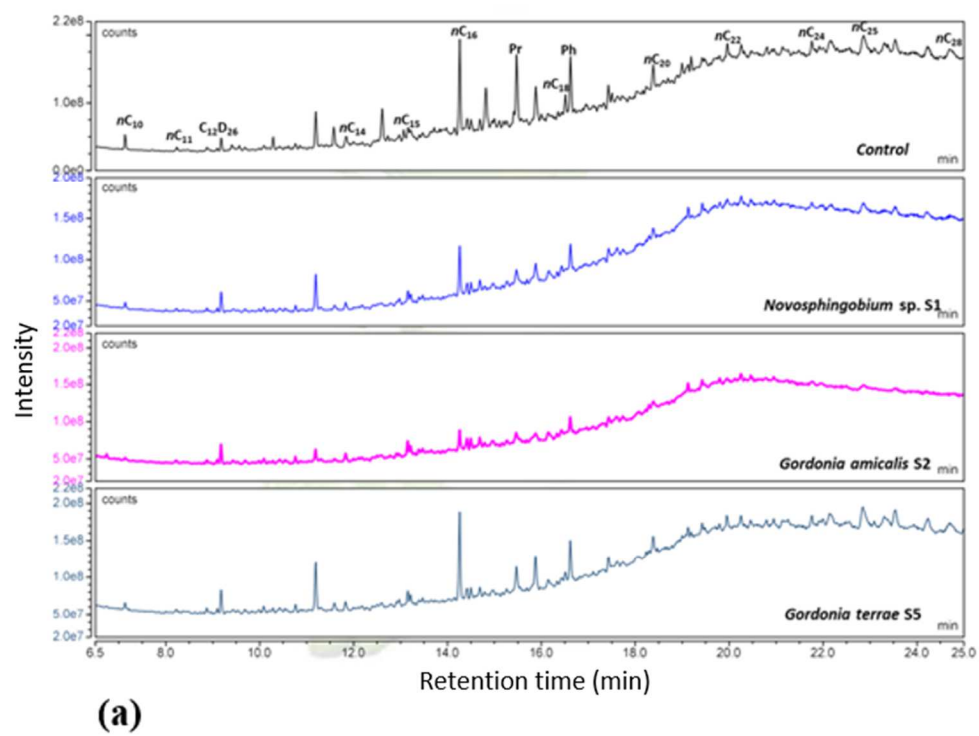 2.2e8
counts
nC16
Pr
Ph
nC18
nC20
nC22
nC24
nC25
nC28
1.0e8
nC10
nC11
C12D26
nC14
nC15
Control
min
0.0e0
2.0e8
counts
1.5e8
1.0e8
5.0e7
2.0e7
Novosphingobium sp. S1
min
2.2e8
2.0e8
counts
1.5e8
1.0e8
5.0e7
2.0e7
Gordonia amicalis S2
min
2.2e8
2.0e8
counts
1.5e8
1.0e8
5.0e7
2.0e7
Gordonia terrae S5
min
6.5 8.0 10.0 12.0 14.0 16.0 18.0 20.0 22.0 24.0 25.0
Intensity
Retention time (min)
(a)